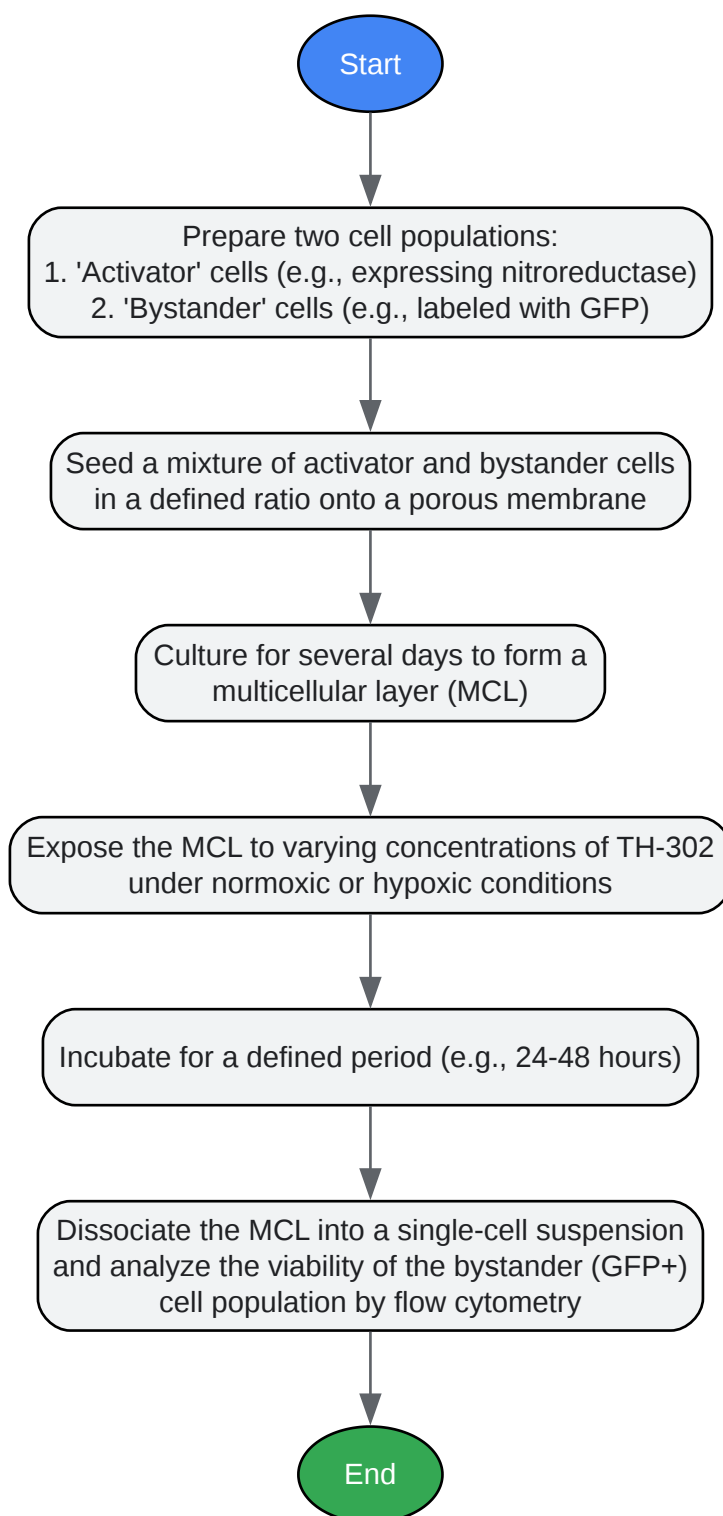 Start
Prepare two cell populations:
1. 'Activator' cells (e.g., expressing nitroreductase)
2. 'Bystander' cells (e.g., labeled with GFP)
Seed a mixture of activator and bystander cells
in a defined ratio onto a porous membrane
Culture for several days to form a
multicellular layer (MCL)
Expose the MCL to varying concentrations of TH-302
under normoxic or hypoxic conditions
Incubate for a defined period (e.g., 24-48 hours)
Dissociate the MCL into a single-cell suspension
and analyze the viability of the bystander (GFP+)
cell population by flow cytometry
End